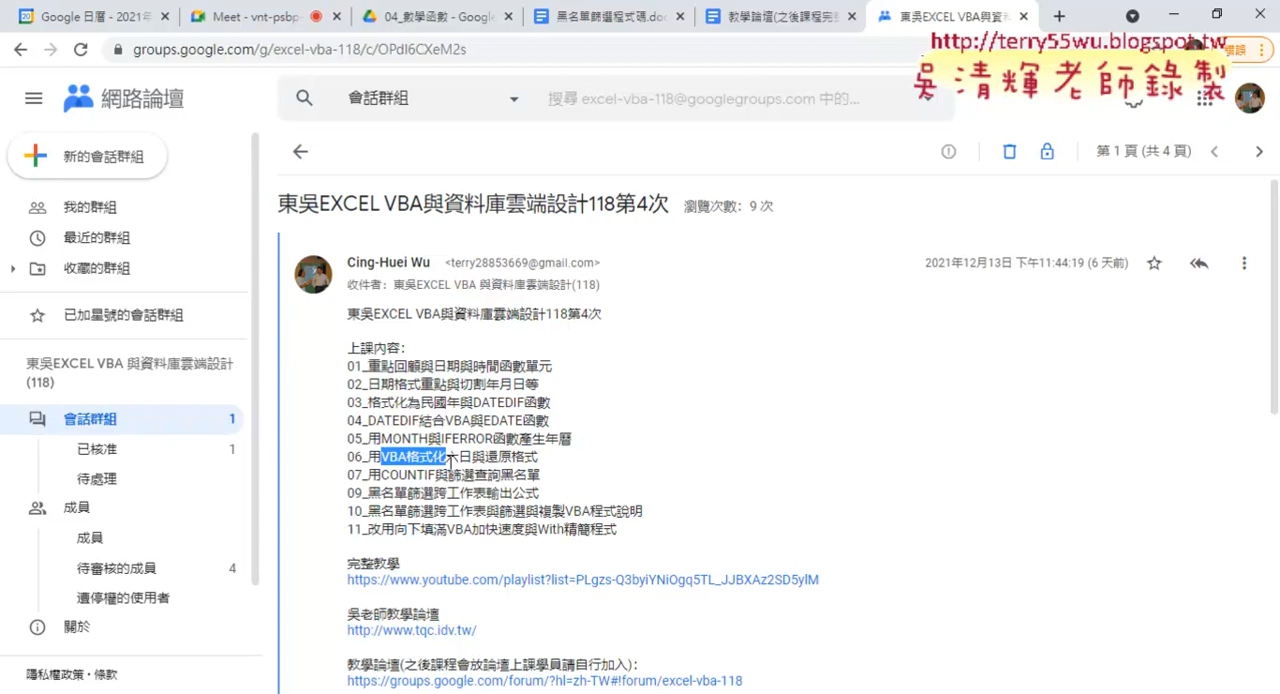 Google 日曆 - 2021年
Meet - vnt-psbp
04_數學函數 - Google
黑名單篩選程式碼.doc
教學論壇(之後課程完
東吳EXCEL VBA與資料
groups.google.com/g/excel-vba-118/c/OPdI6CXeM2s
http://terry55wu.blogspot.tw
吳清輝老師錄製
網路論壇
會話群組
搜尋 excel-vba-118@googlegroups.com 中的...
新的會話群組
第 1 頁 (共 4 頁)
我的群組
最近的群組
收藏的群組
已加星號的會話群組
東吳EXCEL VBA 與資料庫雲端設計
(118)
會話群組 1
已核准 1
待處理
成員
成員
待審核的成員 4
遭停權的使用者
關於
隱私權政策 · 條款
東吳EXCEL VBA與資料庫雲端設計118第4次 瀏覽次數: 9 次
Cing-Huei Wu <terry28853669@gmail.com>
2021年12月13日 下午11:44:19 (6 天前)
收件者: 東吳EXCEL VBA 與資料庫雲端設計(118)
東吳EXCEL VBA與資料庫雲端設計118第4次
上課內容:
01_重點回顧與日期與時間函數單元
02_日期格式重點與切割年月日等
03_格式化為民國年與DATEDIF函數
04_DATEDIF結合VBA與EDATE函數
05_用MONTH與IFERROR函數產生年曆
06_用VBA格式化六日與還原格式
07_用COUNTIF與篩選查詢黑名單
09_黑名單篩選跨工作表輸出公式
10_黑名單篩選跨工作表與篩選與複製VBA程式說明
11_改用向下填滿VBA加快速度與With精簡程式
完整教學
https://www.youtube.com/playlist?list=PLgzs-Q3byiYNiOgq5TL_JJBXAz2SD5ylM
吳老師教學論壇
http://www.tqc.idv.tw/
教學論壇(之後課程會放論壇上課學員請自行加入):
https://groups.google.com/forum/?hl=zh-TW#!forum/excel-vba-118